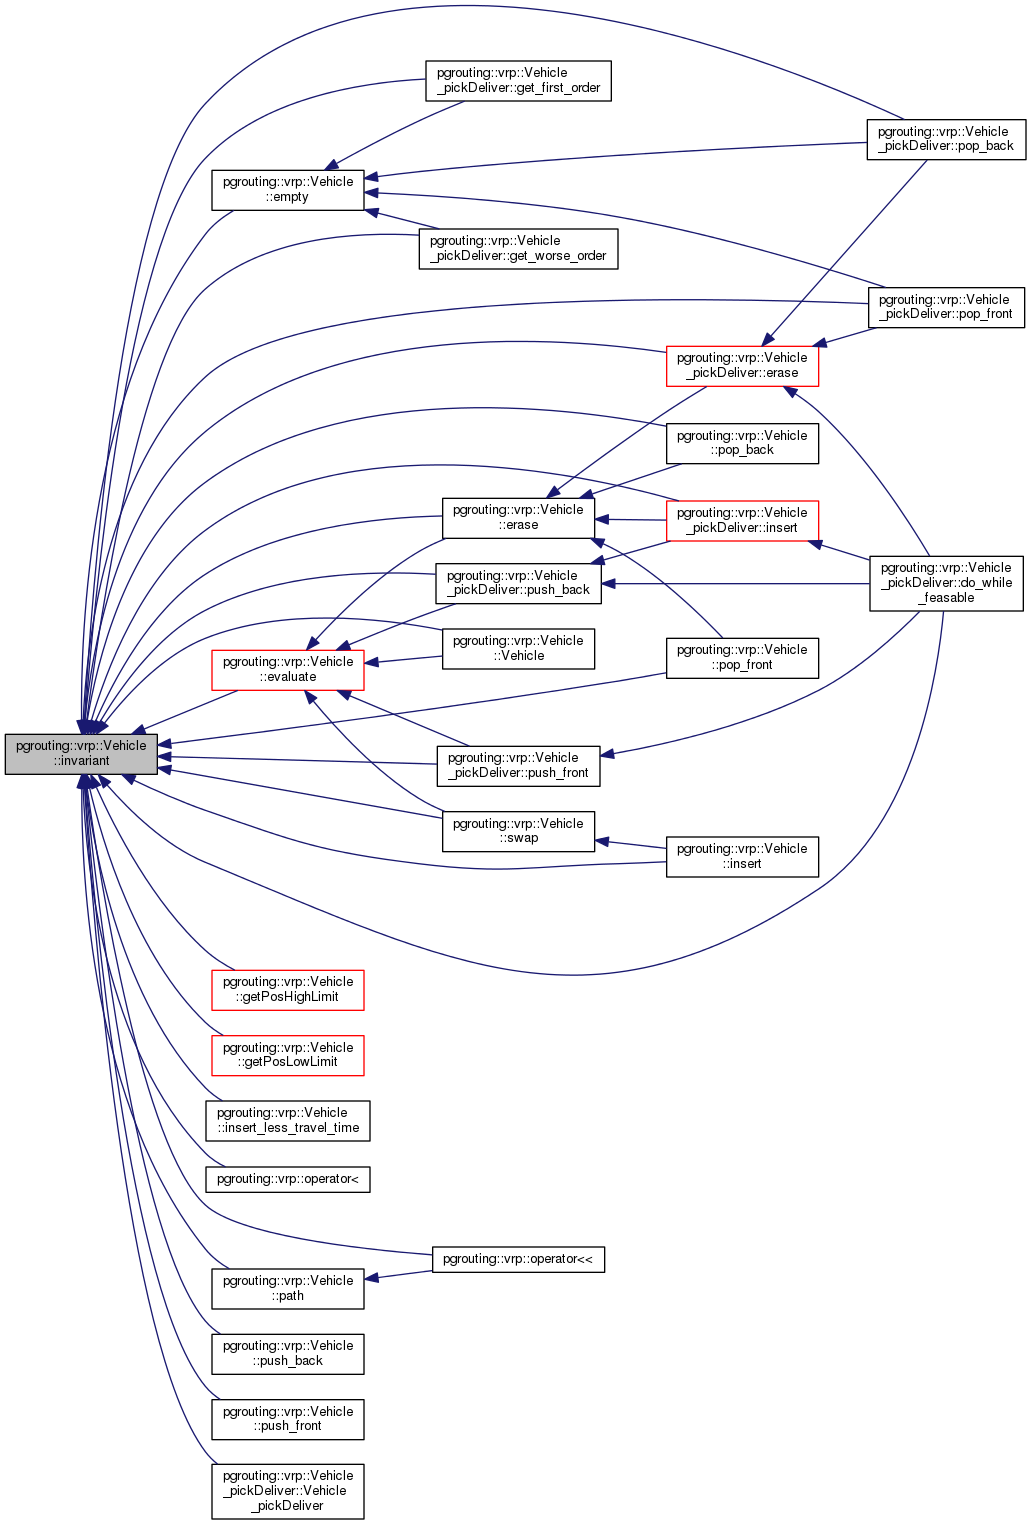 pgrouting::vrp::Vehicle
_pickDeliver::get_first_order
pgrouting::vrp::Vehicle
_pickDeliver::pop_back
pgrouting::vrp::Vehicle
::empty
pgrouting::vrp::Vehicle
_pickDeliver::get_worse_order
pgrouting::vrp::Vehicle
_pickDeliver::pop_front
pgrouting::vrp::Vehicle
_pickDeliver::erase
pgrouting::vrp::Vehicle
::pop_back
pgrouting::vrp::Vehicle
::erase
pgrouting::vrp::Vehicle
_pickDeliver::insert
pgrouting::vrp::Vehicle
_pickDeliver::push_back
pgrouting::vrp::Vehicle
_pickDeliver::do_while
_feasable
pgrouting::vrp::Vehicle
::Vehicle
pgrouting::vrp::Vehicle
::pop_front
pgrouting::vrp::Vehicle
::evaluate
pgrouting::vrp::Vehicle
::invariant
pgrouting::vrp::Vehicle
_pickDeliver::push_front
pgrouting::vrp::Vehicle
::swap
pgrouting::vrp::Vehicle
::insert
pgrouting::vrp::Vehicle
::getPosHighLimit
pgrouting::vrp::Vehicle
::getPosLowLimit
pgrouting::vrp::Vehicle
::insert_less_travel_time
pgrouting::vrp::operator<
pgrouting::vrp::operator<<
pgrouting::vrp::Vehicle
::path
pgrouting::vrp::Vehicle
::push_back
pgrouting::vrp::Vehicle
::push_front
pgrouting::vrp::Vehicle
_pickDeliver::Vehicle
_pickDeliver